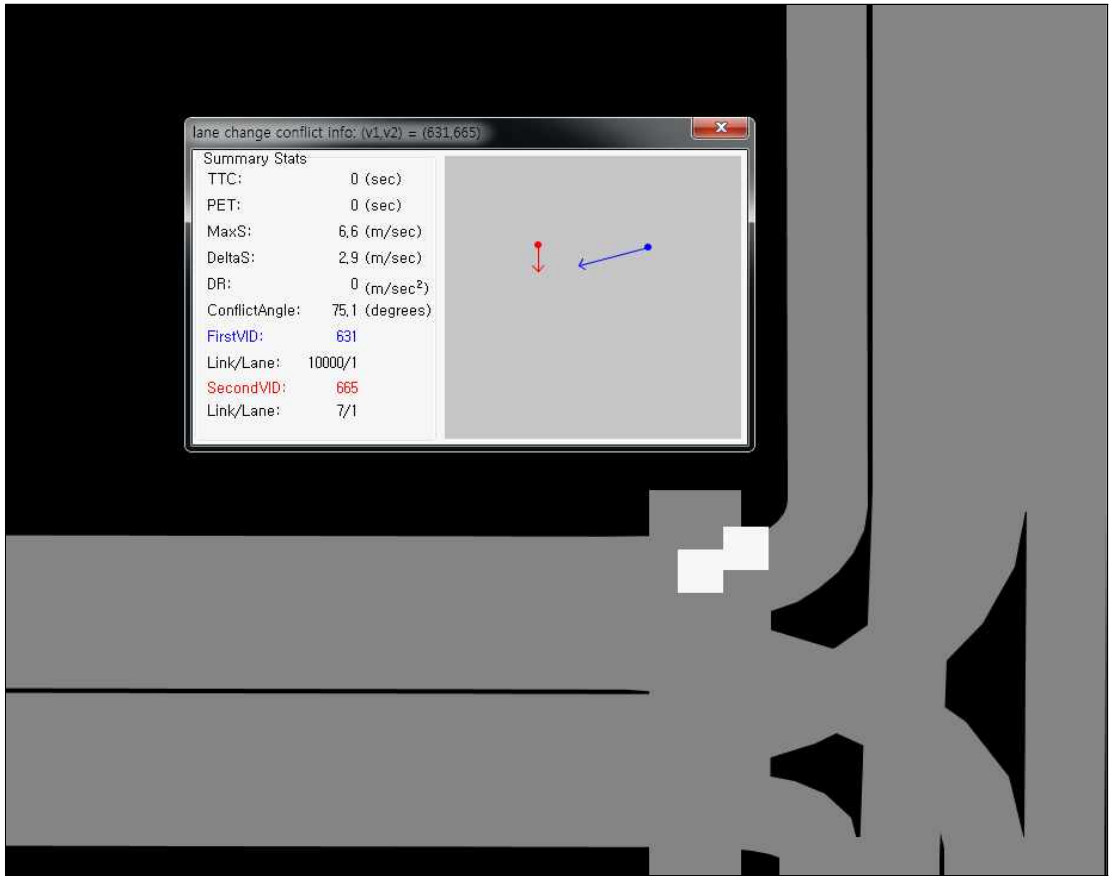 lane change conflict info: (v1,v2) = (631,665)
Summary Stats
TTC: 0 (sec)
PET: 0 (sec)
MaxS: 6,6 (m/sec)
DeltaS: 2,9 (m/sec)
DR: 0 (m/sec²)
ConflictAngle: 75,1 (degrees)
FirstVID: 631
Link/Lane: 10000/1
SecondVID: 665
Link/Lane: 7/1